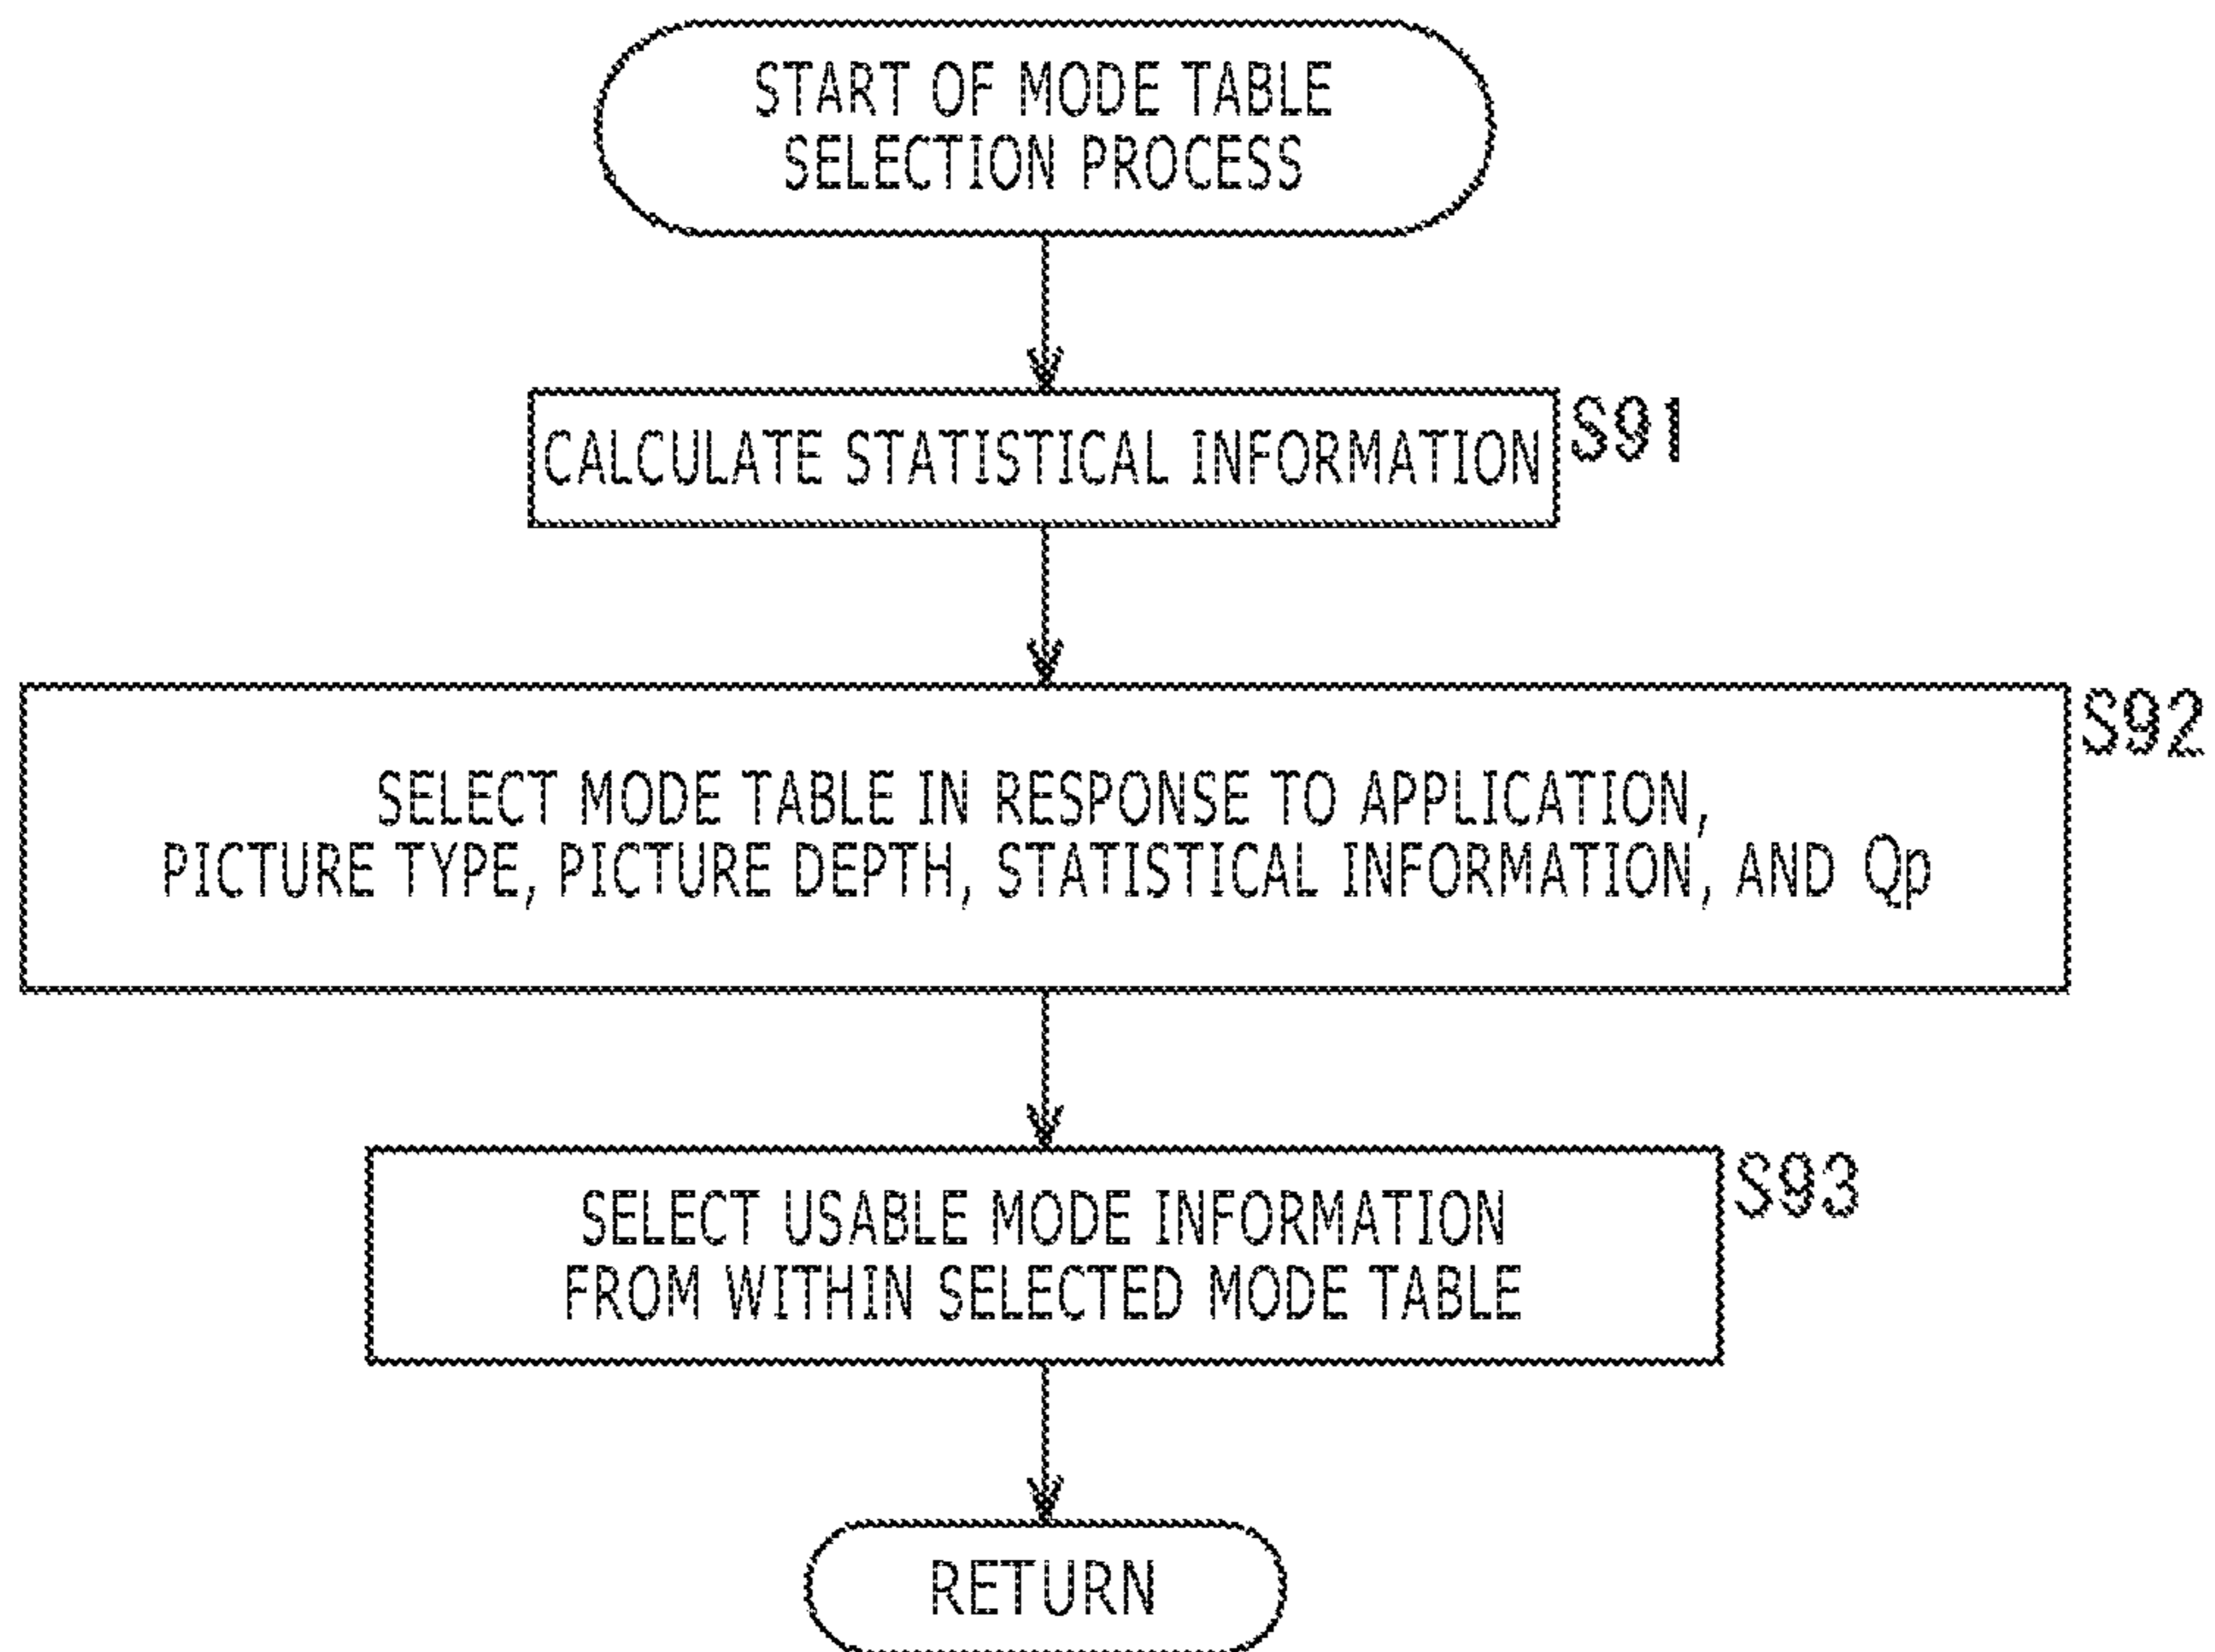 START OF MODE TABLE
SELECTION PROCESS
CALCULATE STATISTICAL INFORMATION
S91
S92
SELECT MODE TABLE IN RESPONSE TO APPLICATION,
PICTURE TYPE, PICTURE DEPTH, STATISTICAL INFORMATION, AND Qp
S93
SELECT USABLE MODE INFORMATION
FROM WITHIN SELECTED MODE TABLE
RETURN